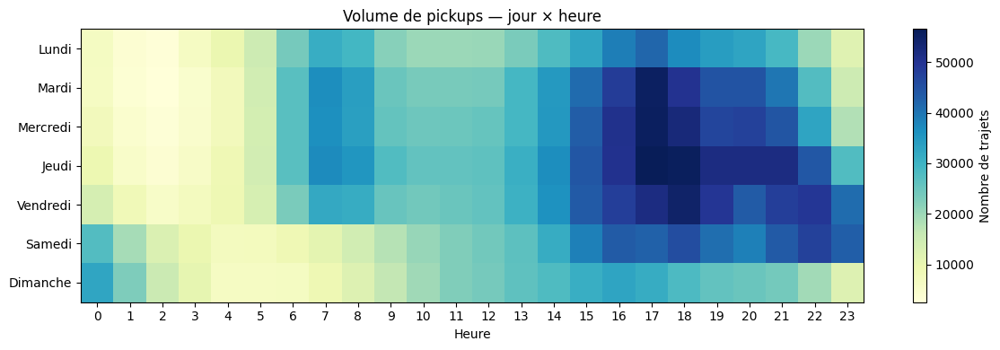 Volume de pickups — jour × heure
Lundi
Mardi
Mercredi
Jeudi
Vendredi
Samedi
Dimanche
0 1 2 3 4 5 6 7 8 9 10 11 12 13 14 15 16 17 18 19 20 21 22 23
Heure
50000
40000
30000
20000
10000
Nombre de trajets